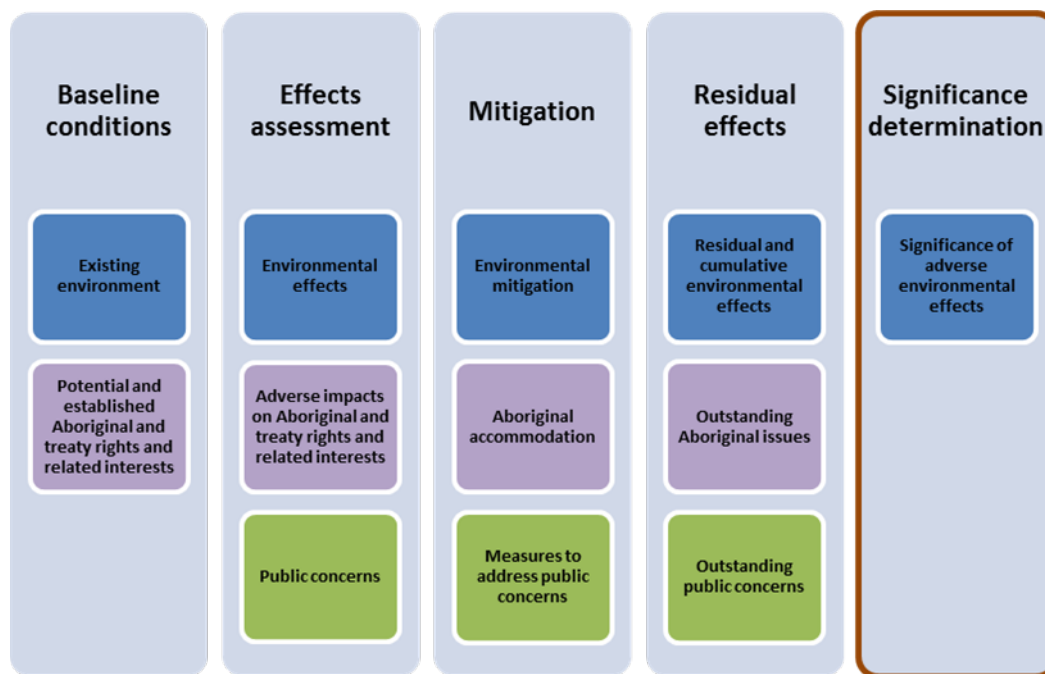 Baseline
conditions
Effects
assessment
Mitigation
Residual
effects
Significance
determination
Existing
environment
Environmental
effects
Environmental
mitigation
Residual and
cumulative
environmental
effects
Significance of
adverse
environmental
effects
Potential and
established
Aboriginal and
treaty rights and
related interests
Adverse impacts
on Aboriginal and
treaty rights and
related interests
Aboriginal
accommodation
Outstanding
Aboriginal issues
Public concerns
Measures to
address public
concerns
Outstanding
public concerns